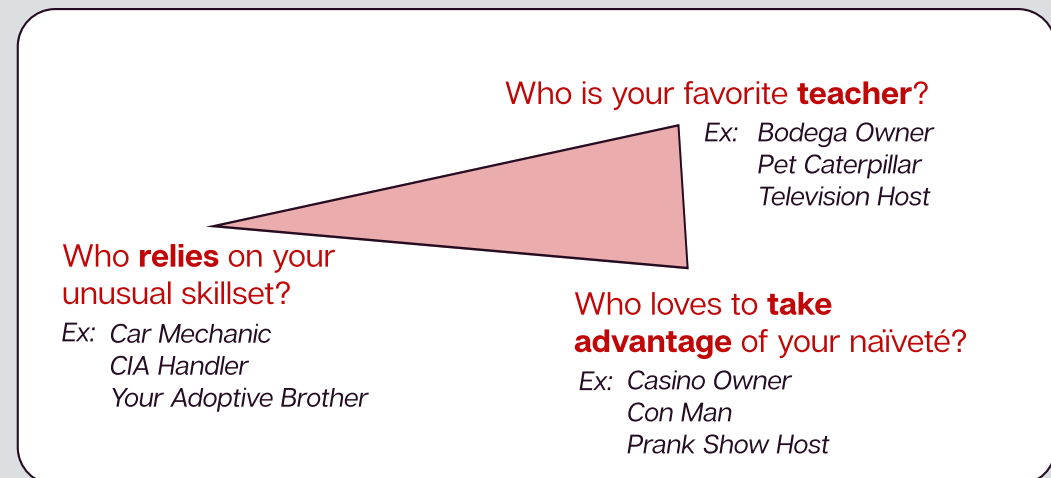 Who is your favorite teacher?
Ex: Bodega Owner
Pet Caterpillar
Television Host
Who relies on your
unusual skillset?
Ex: Car Mechanic
CIA Handler
Your Adoptive Brother
Who loves to take
advantage of your naïveté?
Ex: Casino Owner
Con Man
Prank Show Host